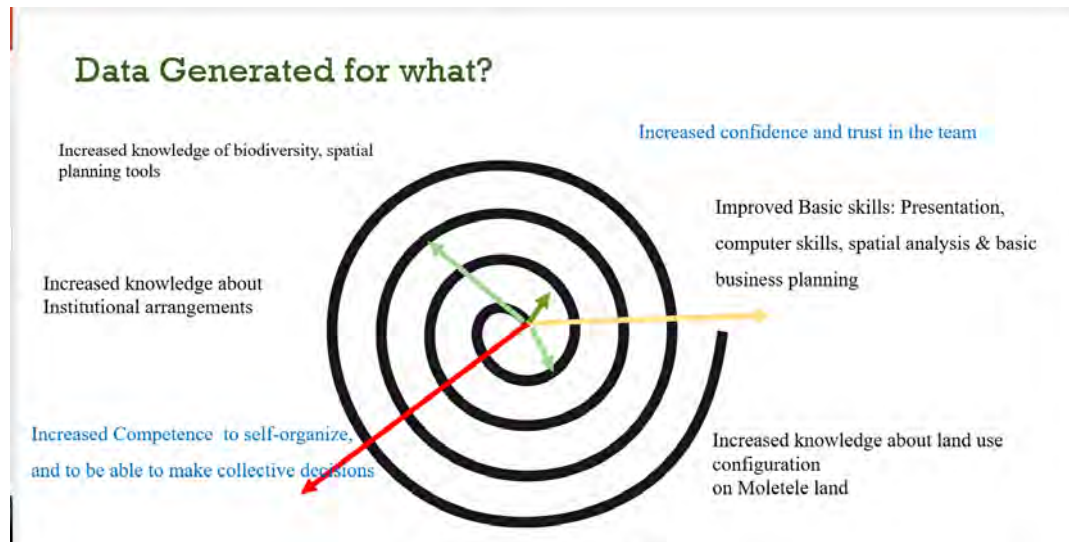 Data Generated for what?
Increased confidence and trust in the team
Increased knowledge of biodiversity, spatial
planning tools
Improved Basic skills: Presentation,
computer skills, spatial analysis & basic
business planning
Increased knowledge about
Institutional arrangements
Increased Competence to self-organize,
and to be able to make collective decisions
Increased knowledge about land use
configuration
on Moletele land